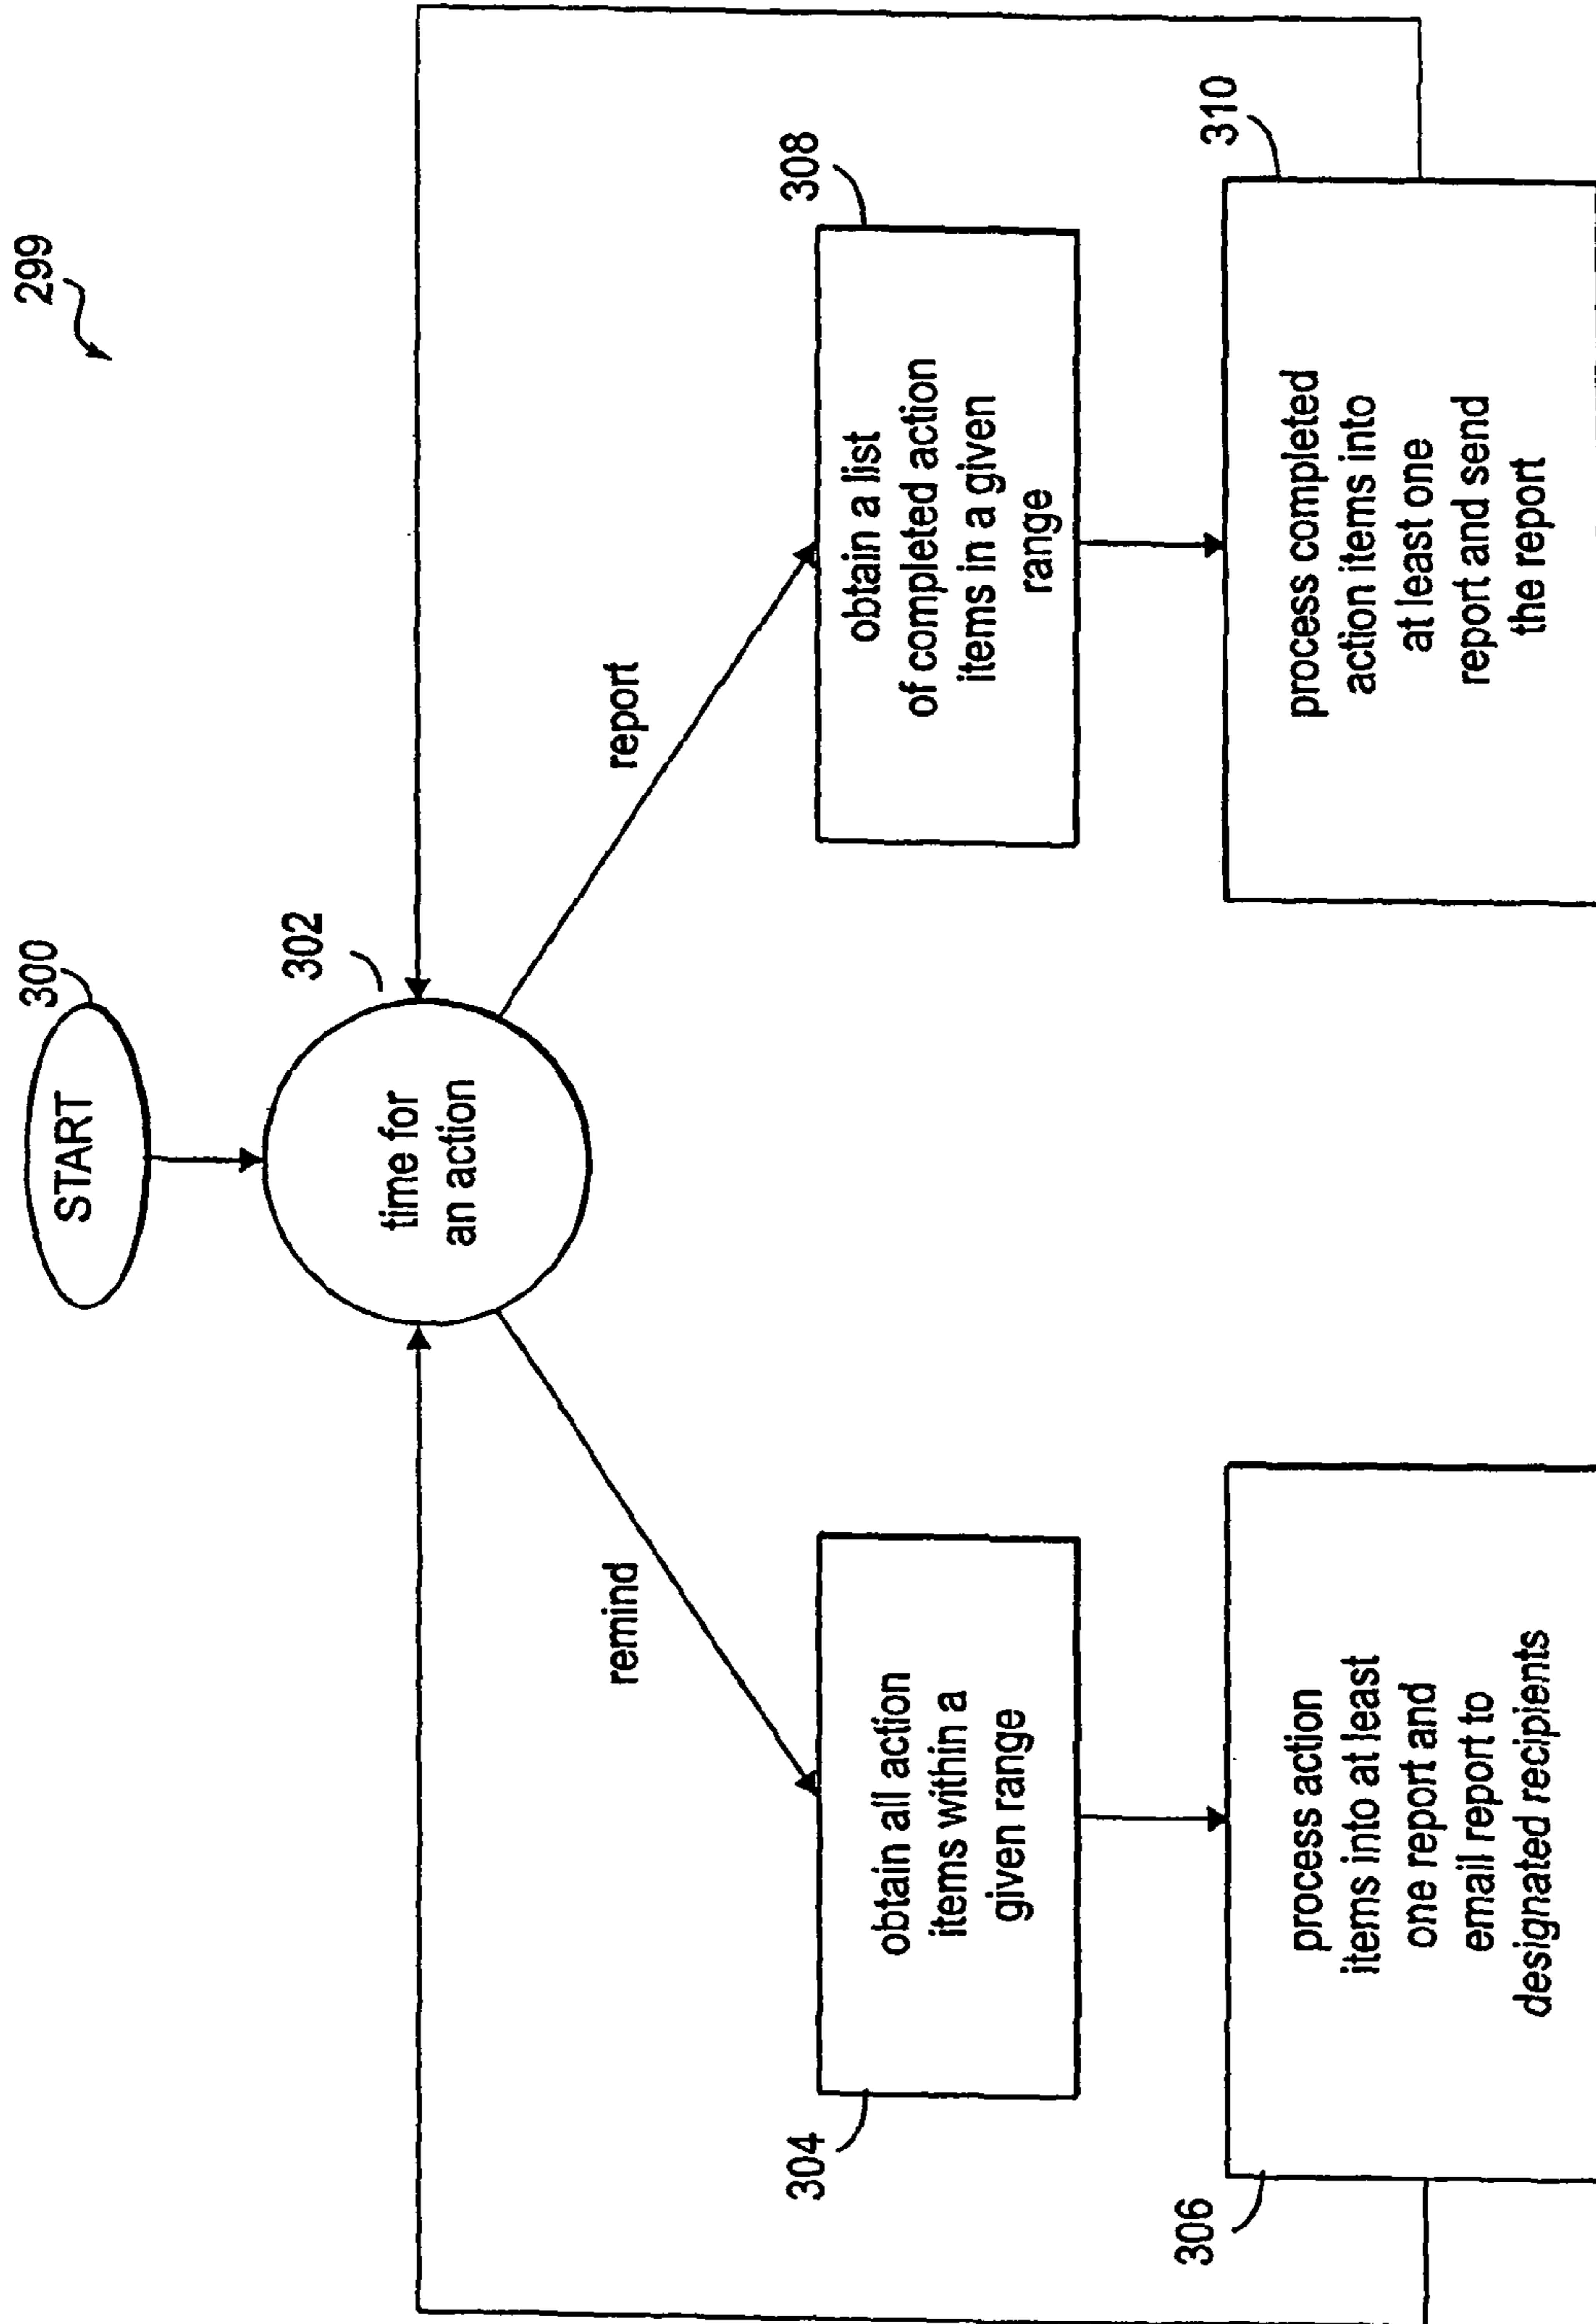 299
300
START
302
time for
an action
remind
report
304
obtain all action
items within a
given range
308
obtain a list
of completed action
items in a given
range
306
process action
items into at least
one report and
email report to
designated recipients
310
process completed
action items into
at least one
report and send
the report